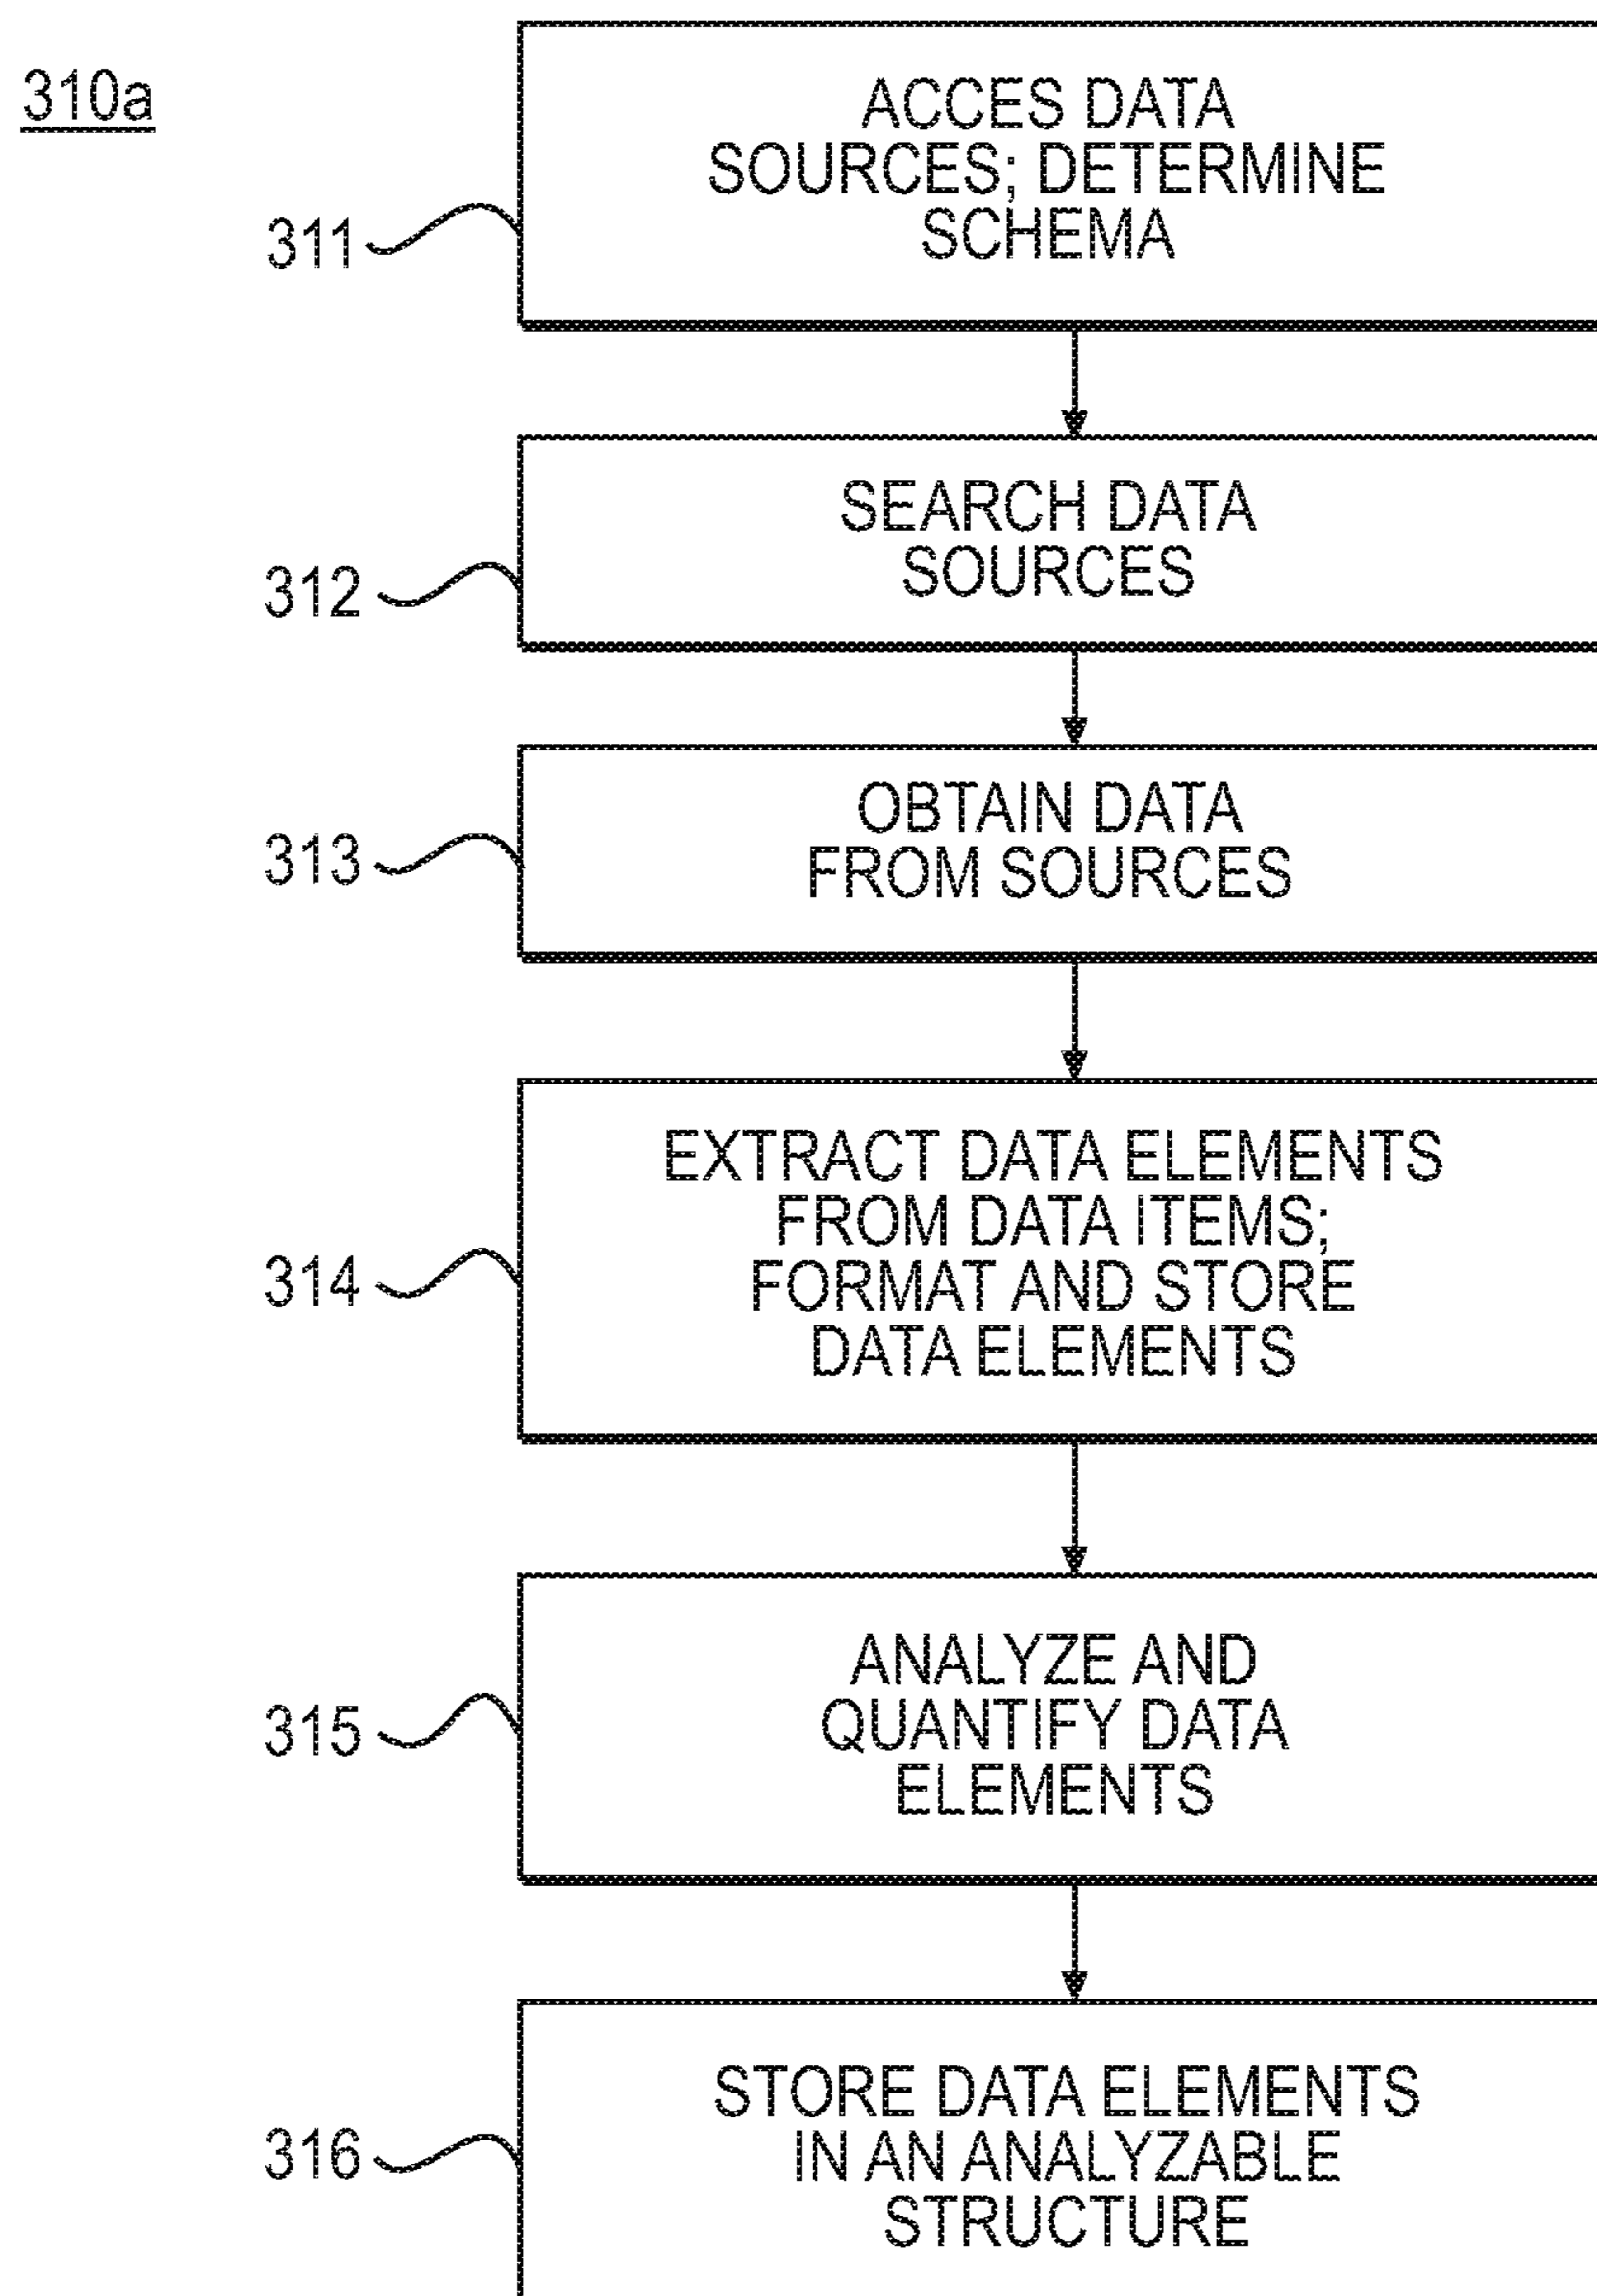 310a
ACCES DATA
SOURCES; DETERMINE
SCHEMA
311
SEARCH DATA
SOURCES
312
OBTAIN DATA
FROM SOURCES
313
EXTRACT DATA ELEMENTS
FROM DATA ITEMS;
FORMAT AND STORE
DATA ELEMENTS
314
ANALYZE AND
QUANTIFY DATA
ELEMENTS
315
STORE DATA ELEMENTS
IN AN ANALYZABLE
STRUCTURE
316